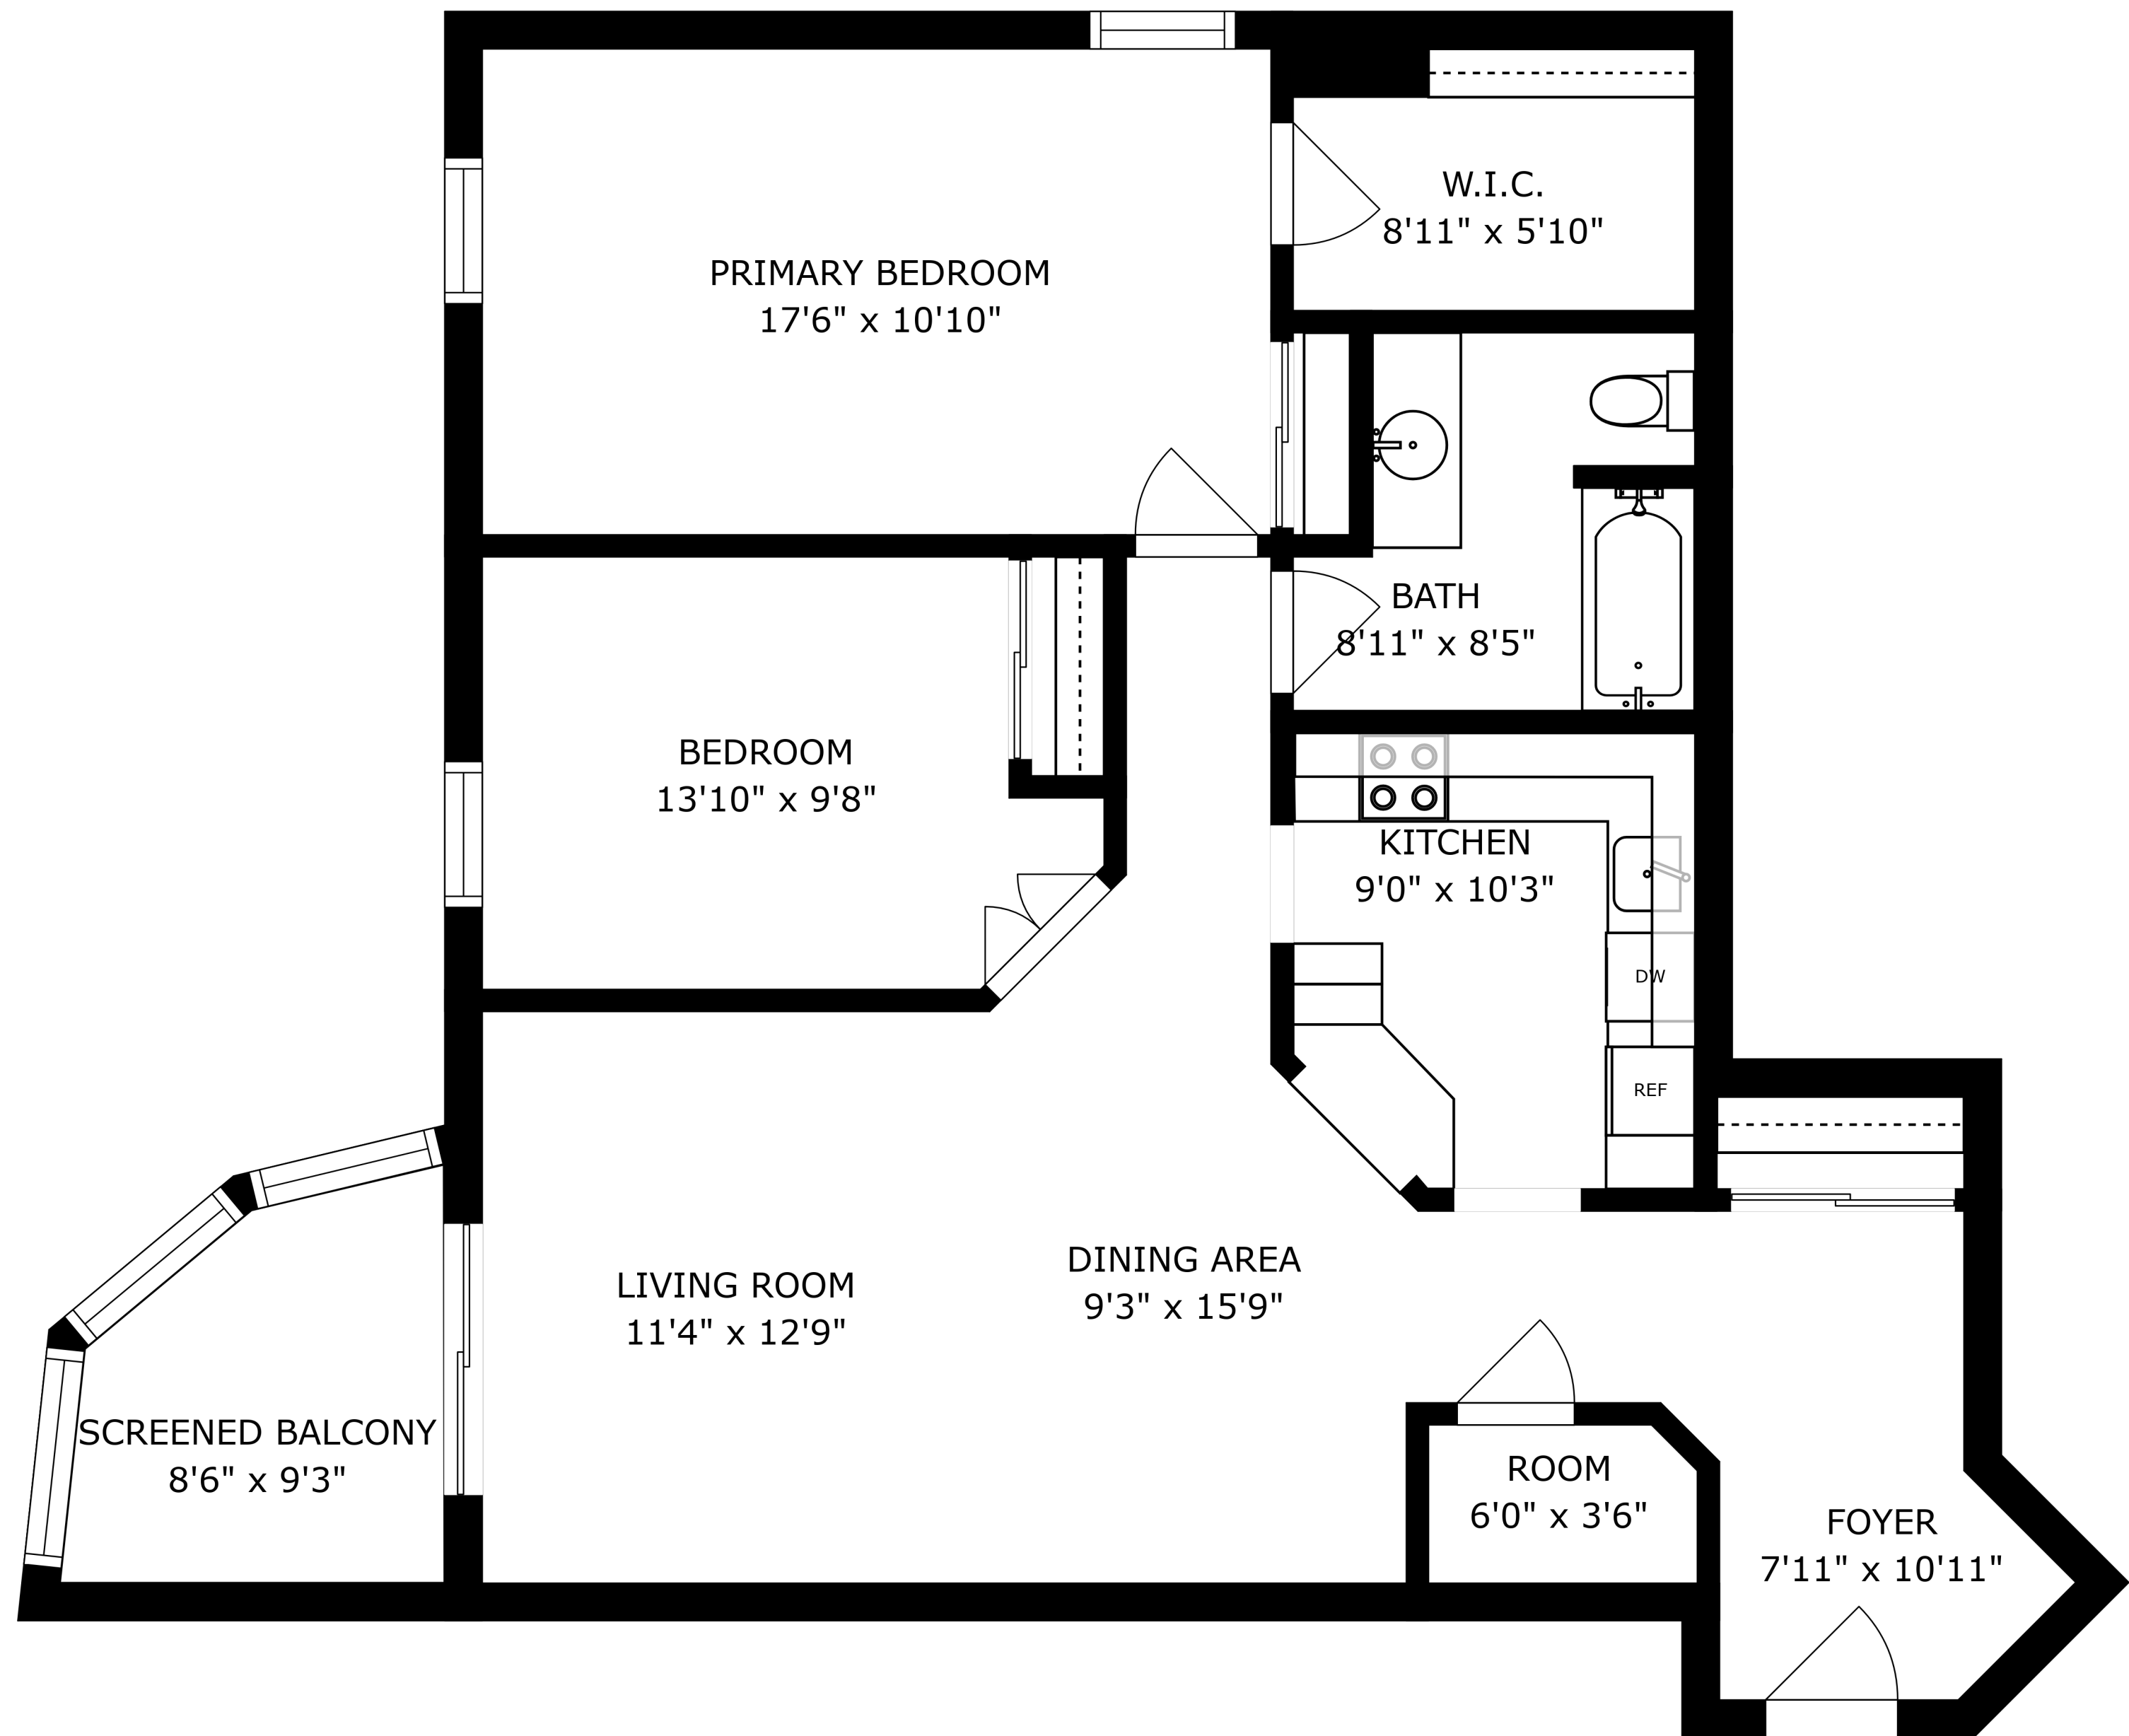 W.I.C.
8'11" x 5'10"
PRIMARY BEDROOM
17'6" x 10'10"
BATH
8'11" x 8'5"
BEDROOM
13'10" x 9'8"
KITCHEN
9'0" x 10'3"
DW
REF
DINING AREA
9'3" x 15'9"
LIVING ROOM
11'4" x 12'9"
SCREENED BALCONY
8'6" x 9'3"
ROOM
6'0" x 3'6"
FOYER
7'11" x 10'11"